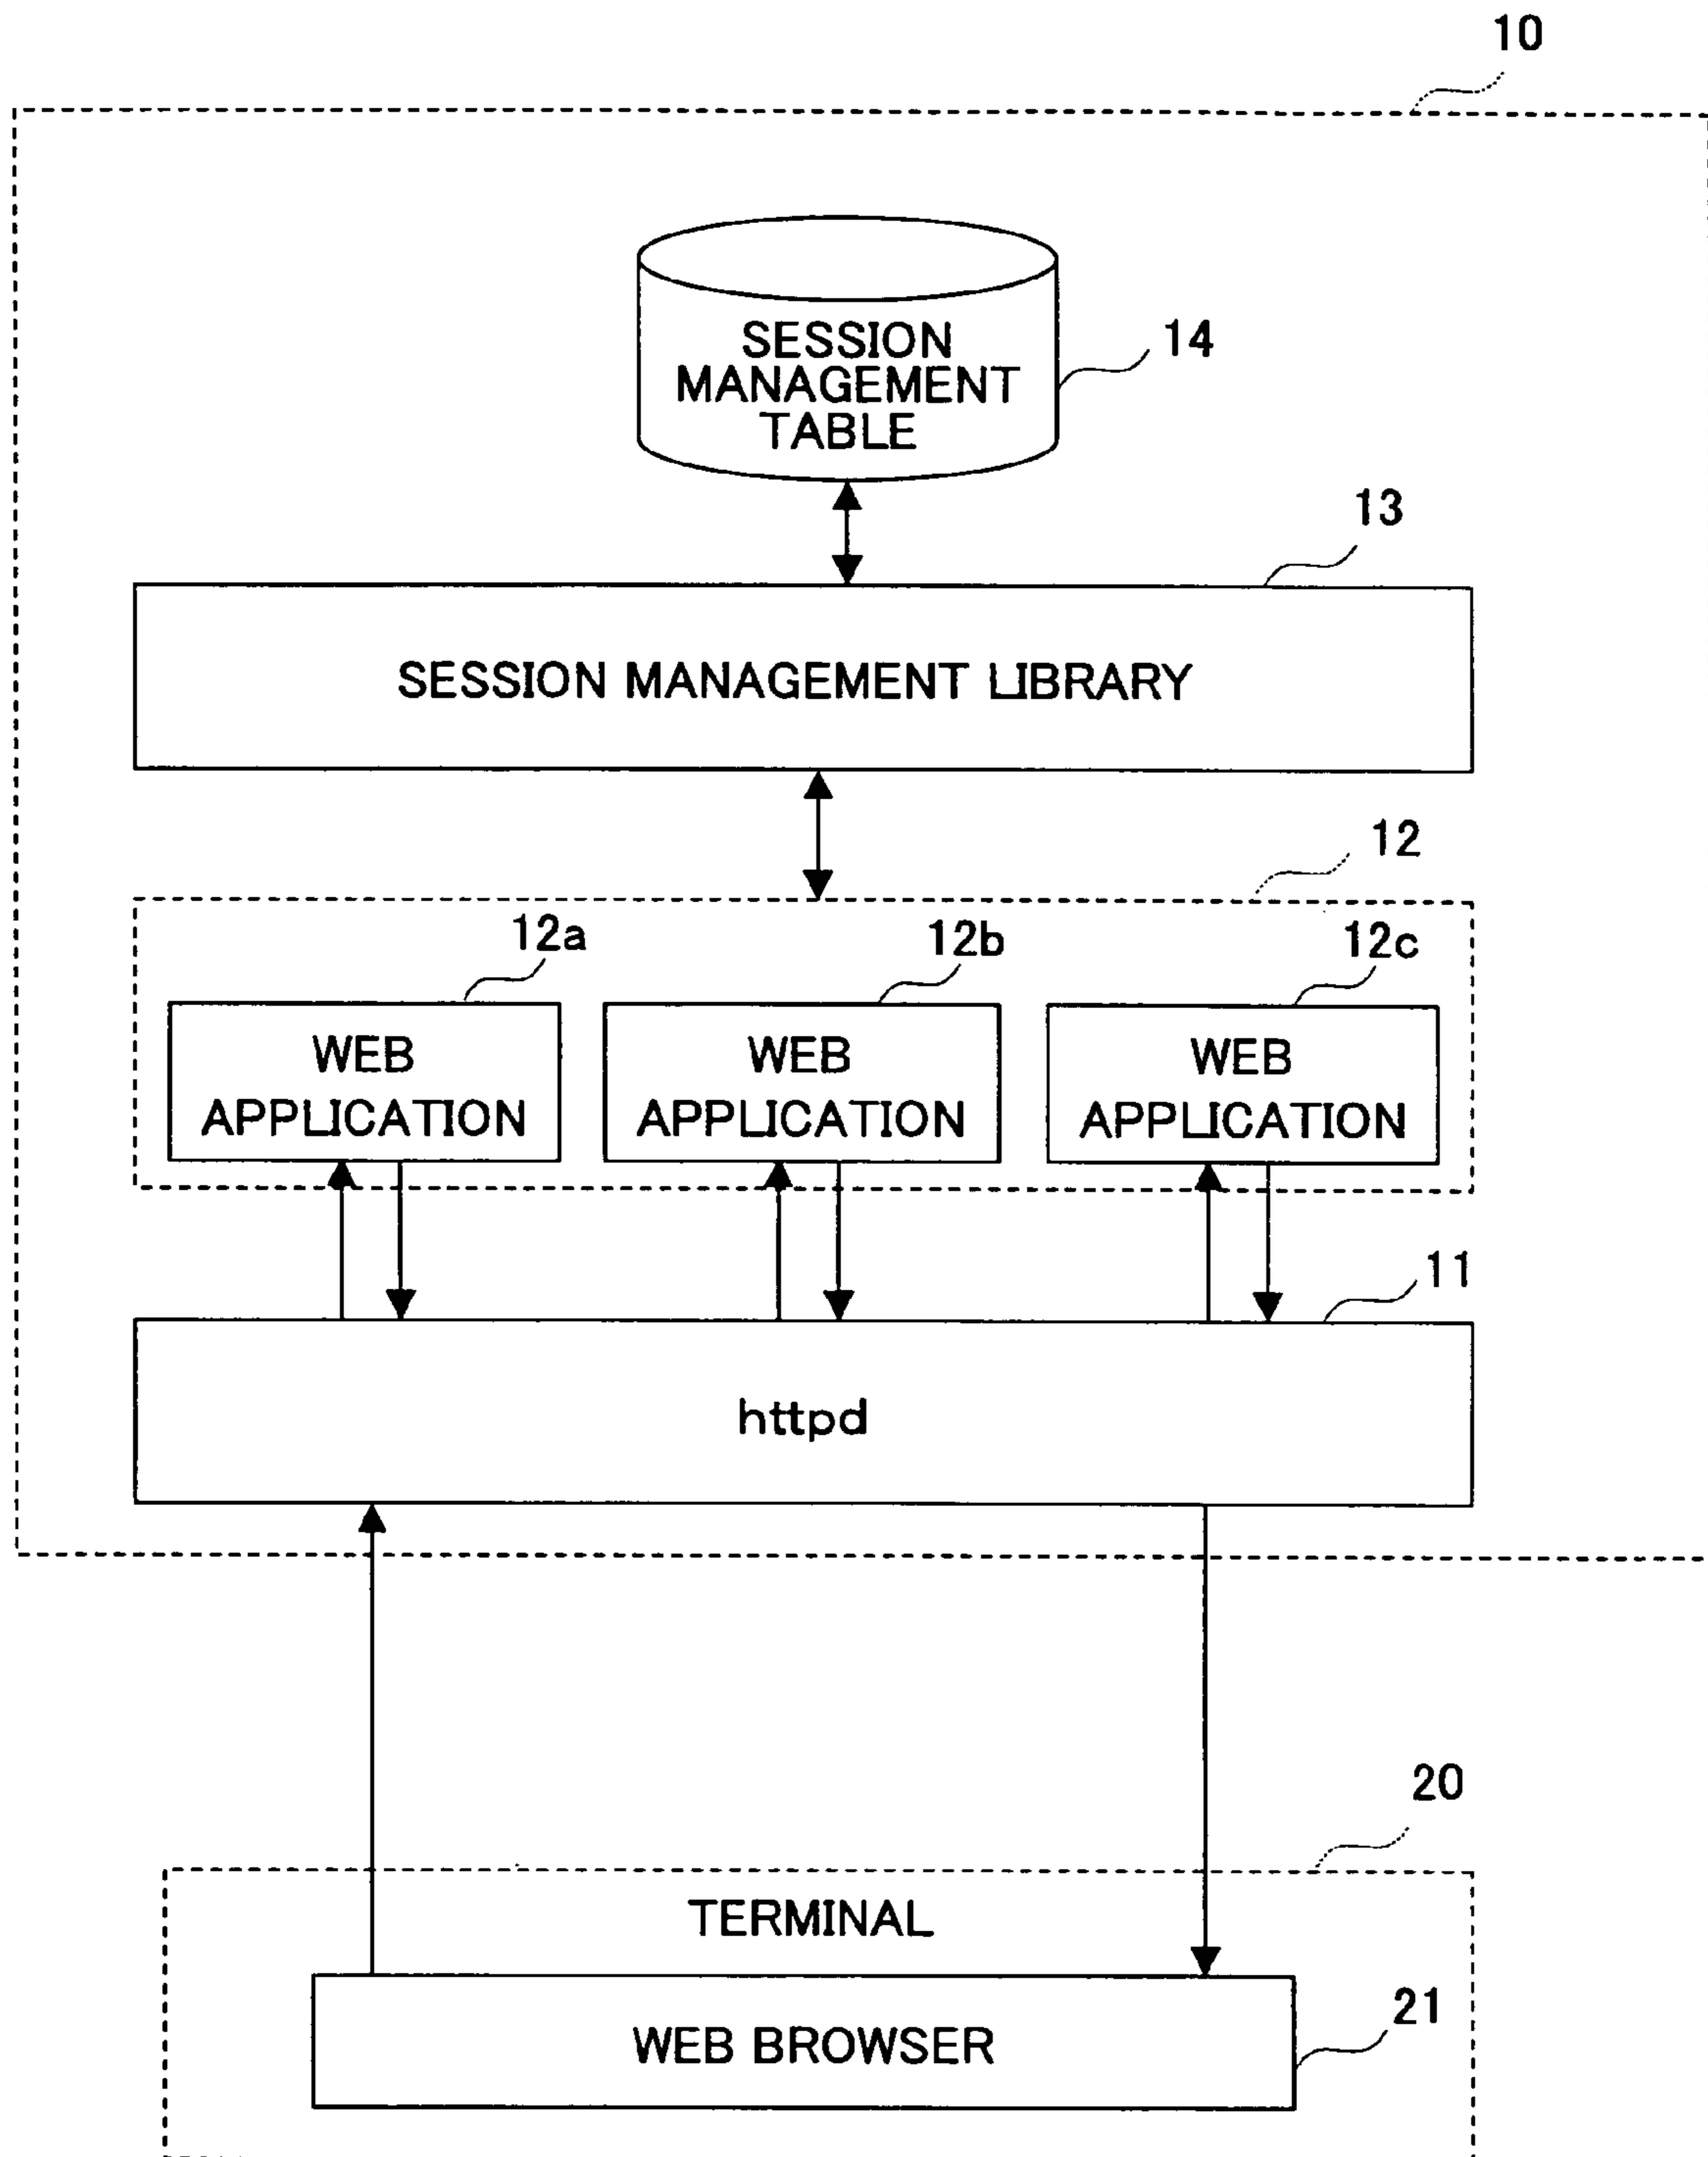 10
SESSION
MANAGEMENT
TABLE
14
13
SESSION MANAGEMENT LIBRARY
12
12a
12b
12c
WEB
APPLICATION
WEB
APPLICATION
WEB
APPLICATION
11
httpd
20
TERMINAL
21
WEB BROWSER